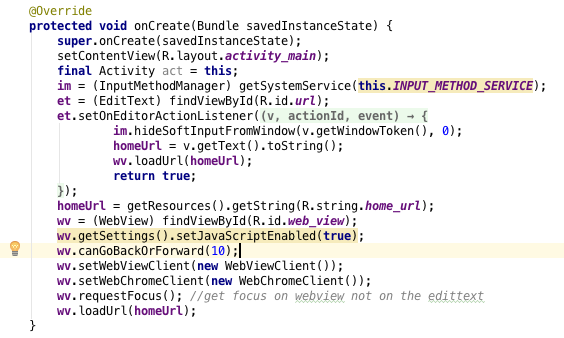 @Override
protected void onCreate(Bundle savedInstanceState) {
super.onCreate(savedInstanceState);
setContentView(R.layout.activity_main);
final Activity act = this;
im = (InputMethodManager) getSystemService(this.INPUT_METHOD_SERVICE);
et = (EditText) findViewById(R.id.url);
et.setOnEditorActionListener((v, actionId, event) → {
im.hideSoftInputFromWindow(v.getWindowToken(), 0);
homeUrl = v.getText().toString();
wv.loadUrl(homeUrl);
return true;
});
homeUrl = getResources().getString(R.string.home_url);
wv = (WebView) findViewById(R.id.web_view);
wv.getSettings().setJavaScriptEnabled(true);
wv.canGoBackOrForward(10);
wv.setWebViewClient(new WebViewClient());
wv.setWebChromeClient(new WebChromeClient());
wv.requestFocus(); //get focus on webview not on the edittext
wv.loadUrl(homeUrl);
}